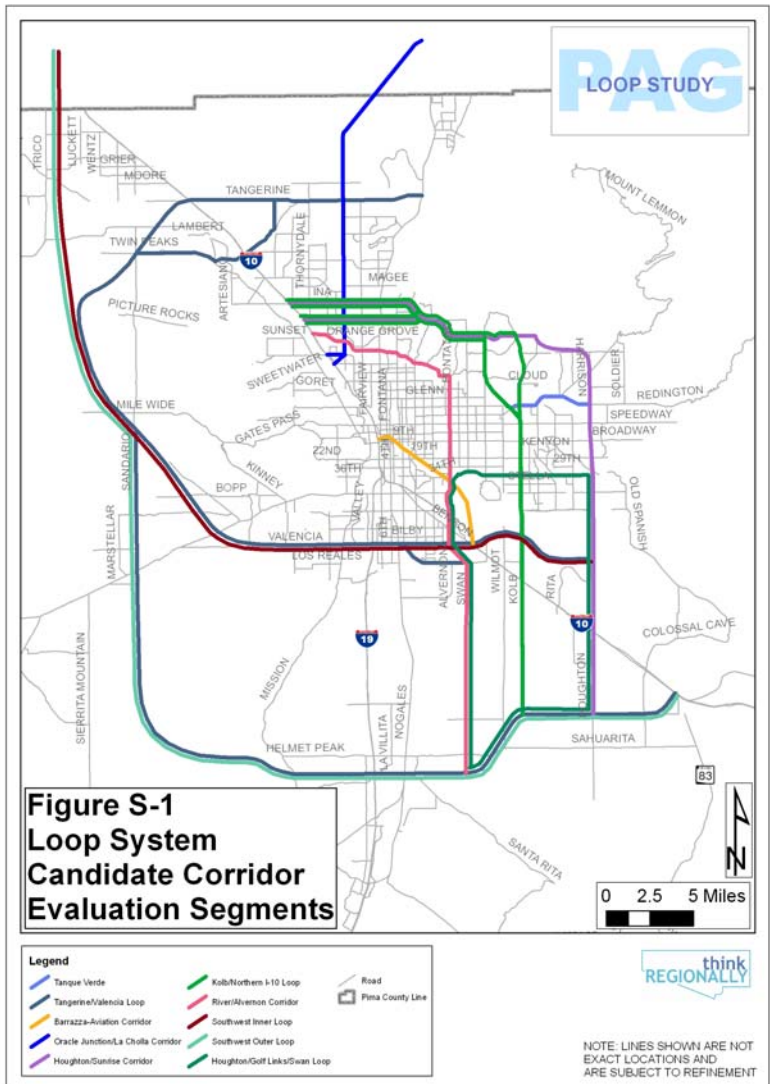 PAG
LOOP STUDY
TRICO
LUCKETT
WENTZ
GRIER
MOORE
TANGERINE
MOUNT LEMMON
LAMBERT
TWIN PEAKS
THORNYDALE
10
ARTESIANO
MAGEE
PICTURE ROCKS
INA
SUNSET
ORANGE GROVE
SWEETWATER
GORET
FAIRVIEW
FONTANA
GLENN
CLOUD
HARRISON
SOLDIER
REDINGTON
MILE WIDE
SPEEDWAY
GATES PASS
9TH
KENYON
BROADWAY
SANDARIO
22ND
19TH
29TH
KINNEY
36TH
4TH
BOPP
VALLEY
OLD SPANISH
MARSTELLAR
VALENCIA
6TH
BILBY
LOS REALES
ALVERNON
SWAN
WILMOT
KOLB
RITA
19
10
COLOSSAL CAVE
SIERRITA MOUNTAIN
MISSION
NOGALES
HOUGHTON
LA VILLITA
HELMET PEAK
SAHUARITA
83
SANTA RITA
Figure S-1
Loop System
Candidate Corridor
Evaluation Segments
N
0 2.5 5 Miles
Legend
Tanque Verde
Tangerine/Valencia Loop
Barrazza-Aviation Corridor
Oracle Junction/La Cholla Corridor
Houghton/Sunrise Corridor
Kolb/Northern I-10 Loop
River/Alvernon Corridor
Southwest Inner Loop
Southwest Outer Loop
Houghton/Golf Links/Swan Loop
Road
Pima County Line
think
REGIONALLY
NOTE: LINES SHOWN ARE NOT
EXACT LOCATIONS AND
ARE SUBJECT TO REFINEMENT